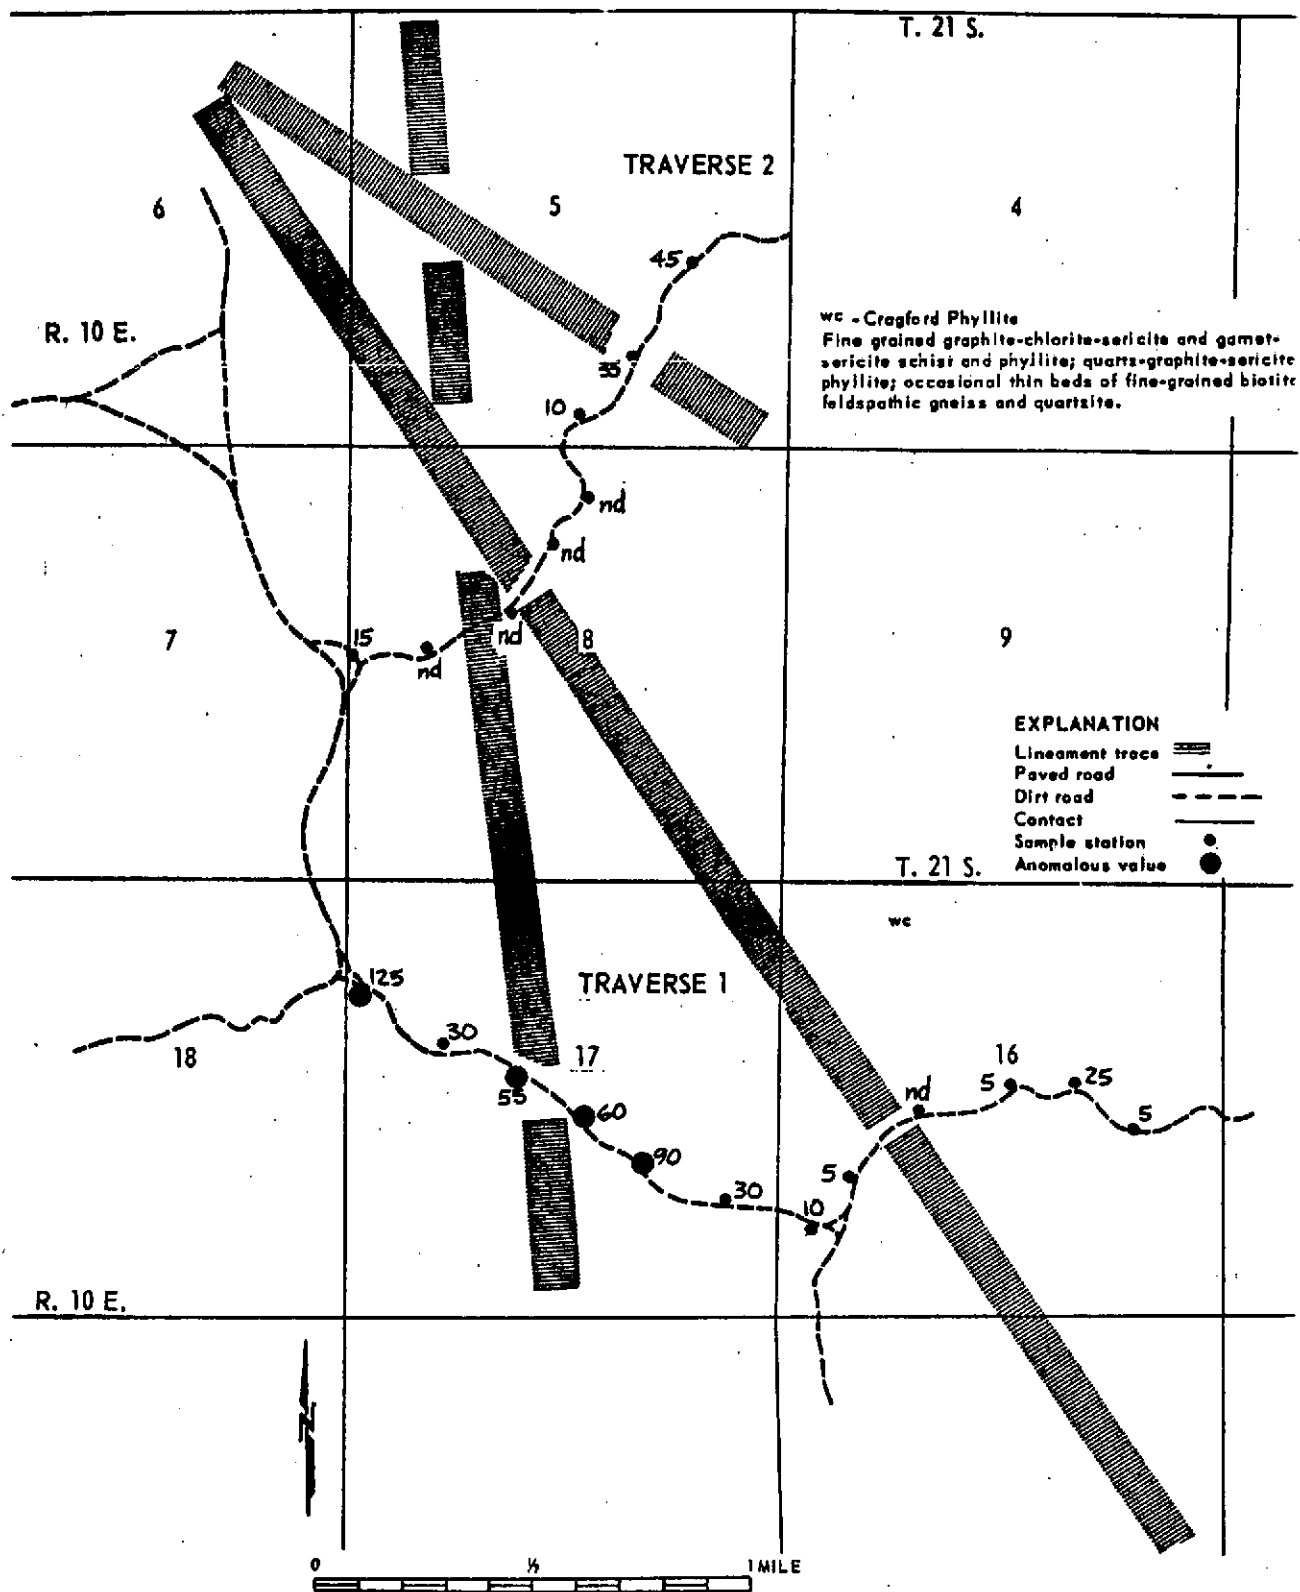 T. 21 S.
TRAVERSE 2
6
5
4
45
wc - Cragford Phyllite
Fine grained graphite-chlorite-sericite and garnet-
sericite schist and phyllite; quartz-graphite-sericite
phyllite; occasional thin beds of fine-grained biotite
feldspathic gneiss and quartzite.
R. 10 E.
35
10
nd
nd
7
15
nd
nd
8
9
EXPLANATION
Lineament trace
Paved road
Dirt road
Contact
Sample station
Anomalous value
T. 21 S.
wc
125
TRAVERSE 1
18
30
17
55
60
90
30
10
5
nd
16
5
25
5
R. 10 E.
0 ½ 1 MILE